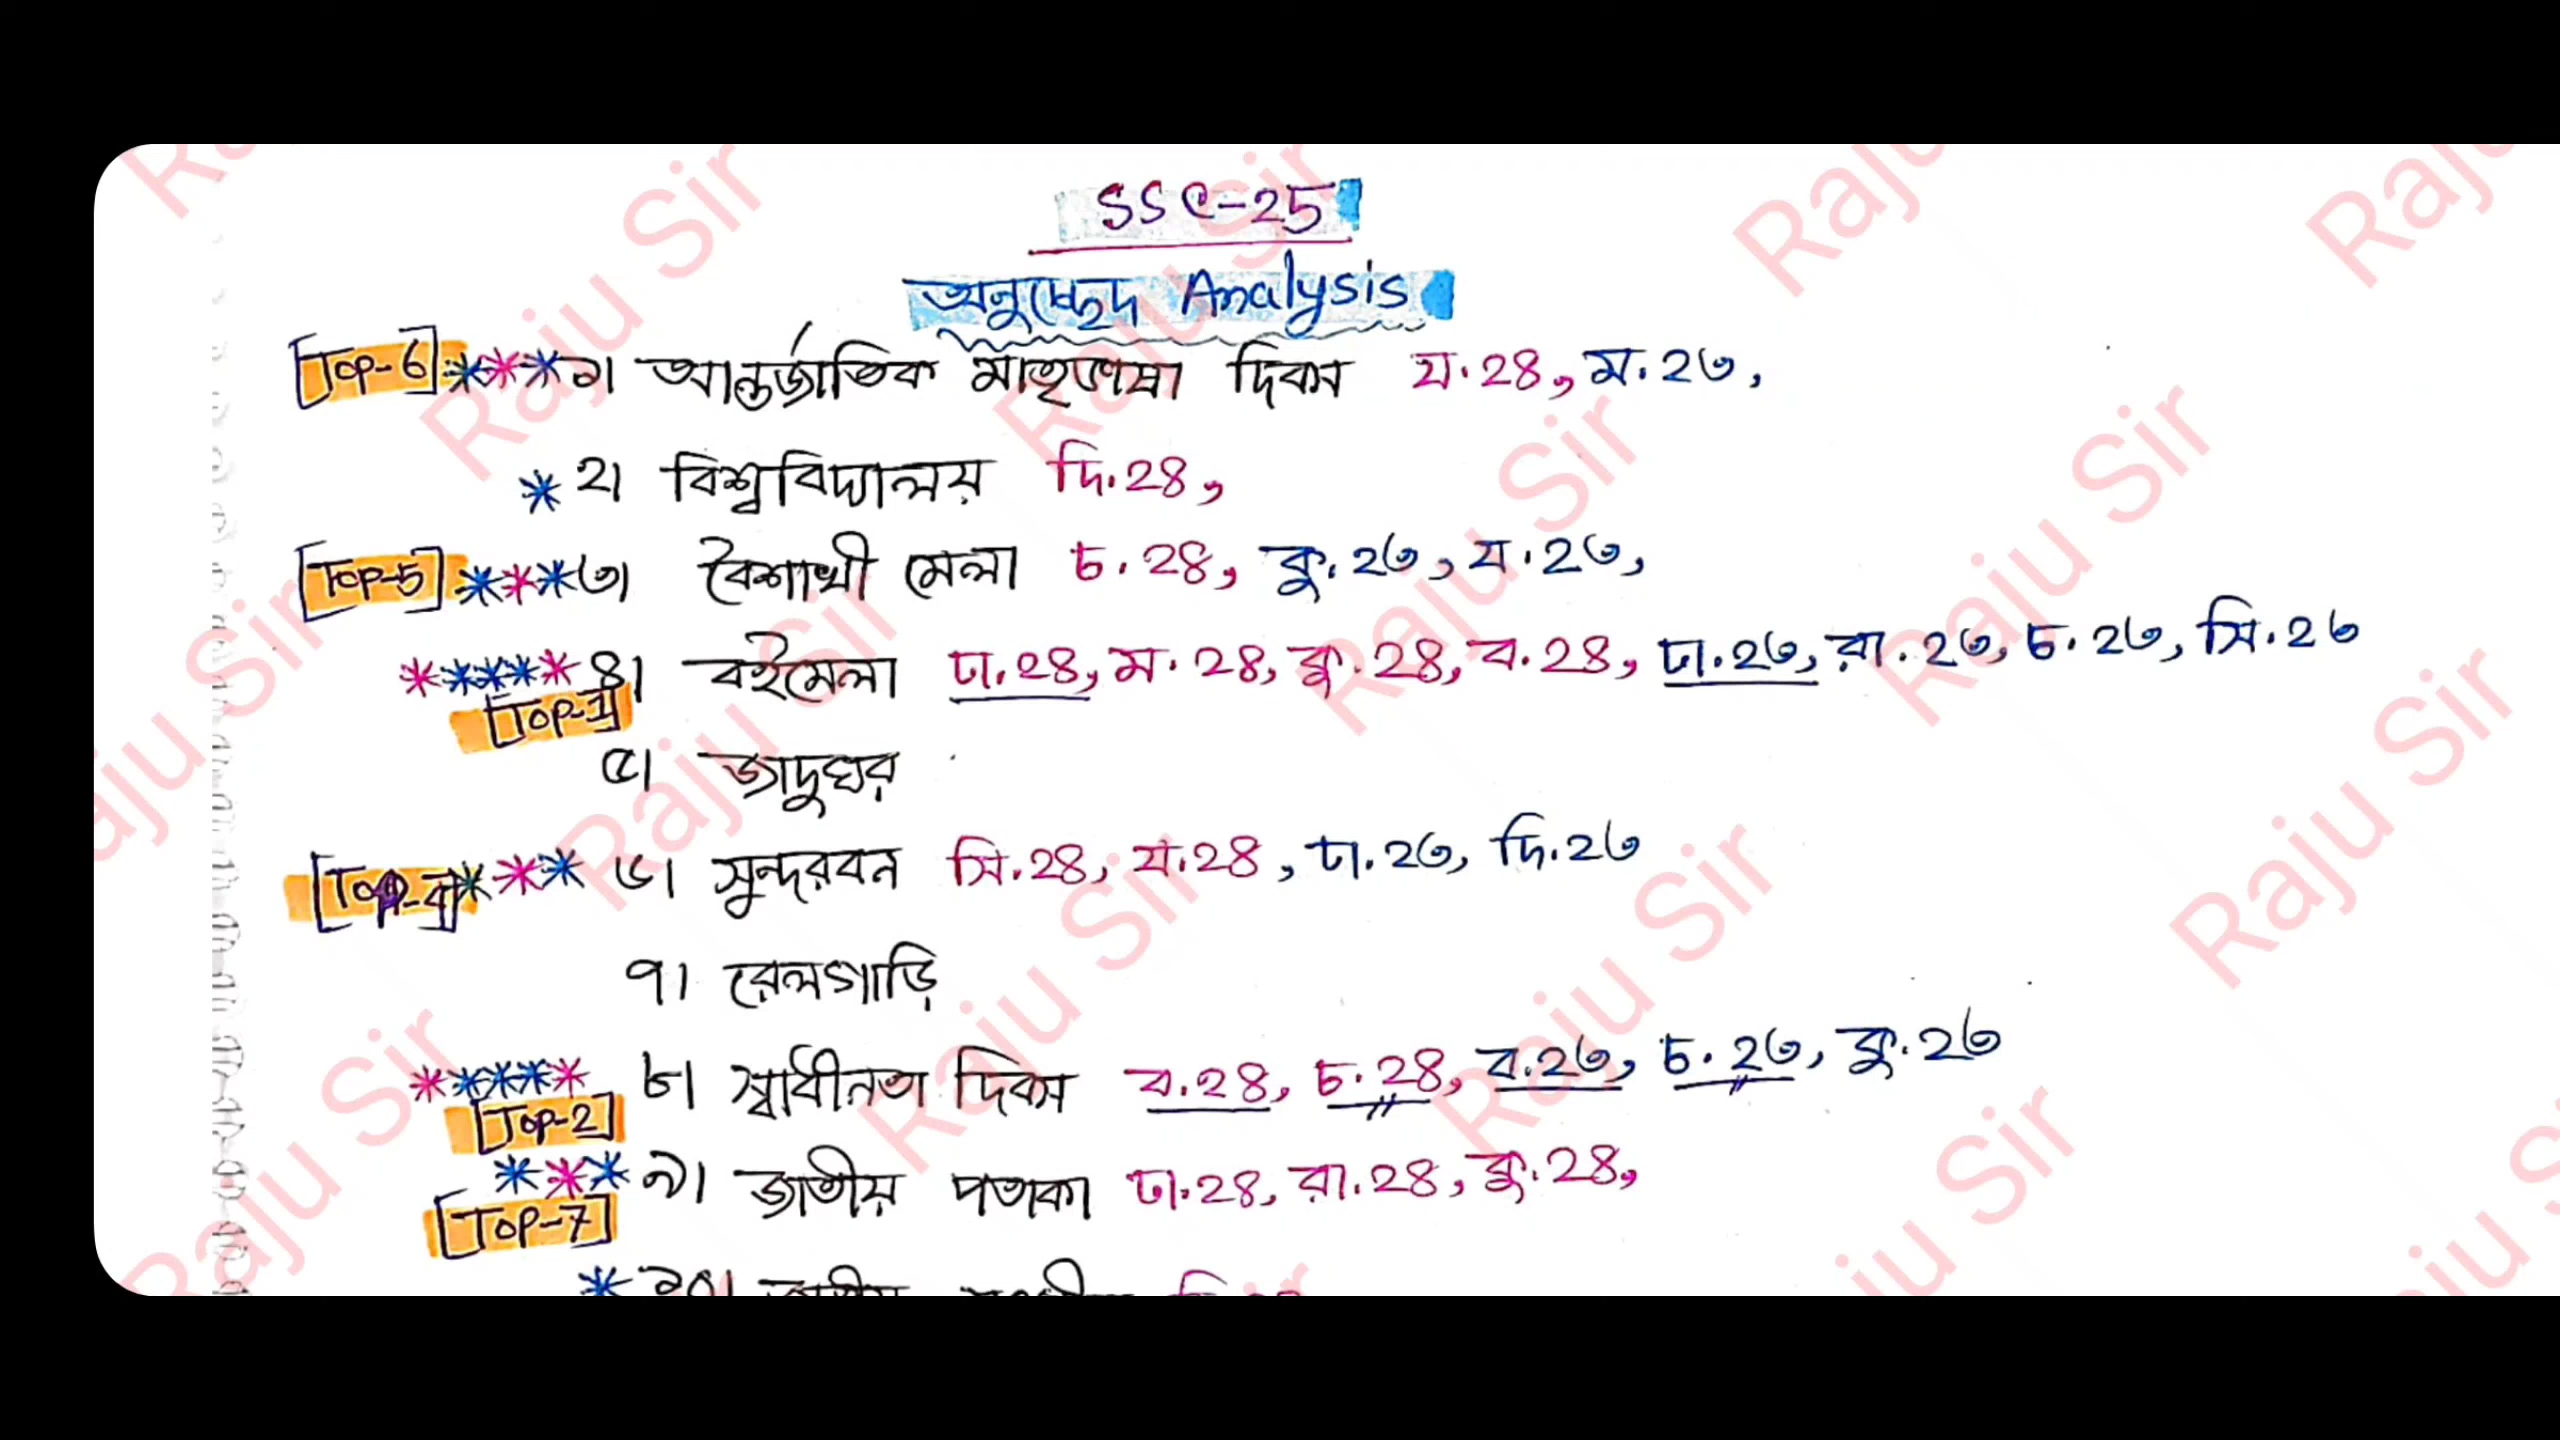 SSC-25
অনুচ্ছেদ Analysis
[Top-6] ***১। আন্তর্জাতিক মাতৃভাষা দিবস য.২৪, ম.২৩,
*২। বিশ্ববিদ্যালয় দি.২৪,
[Top-5] ***৩। বৈশাখী মেলা চ.২৪, কু.২৩, য.২৩,
*****৪। বইমেলা ঢা.২৪, ম.২৪, কু.২৪, ব.২৪, ঢা.২৩, রা.২৩, চ.২৩, সি.২৩
[Top-1]
৫। জাদুঘর
[Top-4] *** ৬। সুন্দরবন সি.২৪, য.২৪, ঢা.২৩, দি.২৩
৭। রেলগাড়ি
***** ৮। স্বাধীনতা দিবস ব.২৪, চ.২৪, ব.২৩, চ.২৩, কু.২৩
[Top-2]
*** ৯। জাতীয় পতাকা ঢা.২৪, রা.২৪, কু.২৪,
[Top-7]
* ১০। জাতীয়
Raju Sir